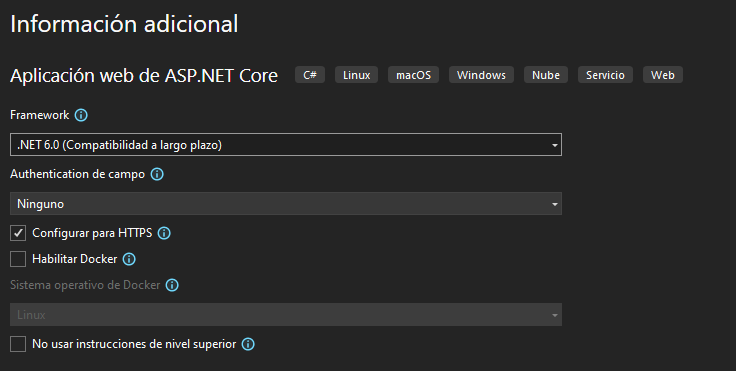 Información adicional
Aplicación web de ASP.NET Core C# Linux macOS Windows Nube Servicio Web
Framework
.NET 6.0 (Compatibilidad a largo plazo)
Authentication de campo
Ninguno
Configurar para HTTPS
Habilitar Docker
Sistema operativo de Docker
Linux
No usar instrucciones de nivel superior